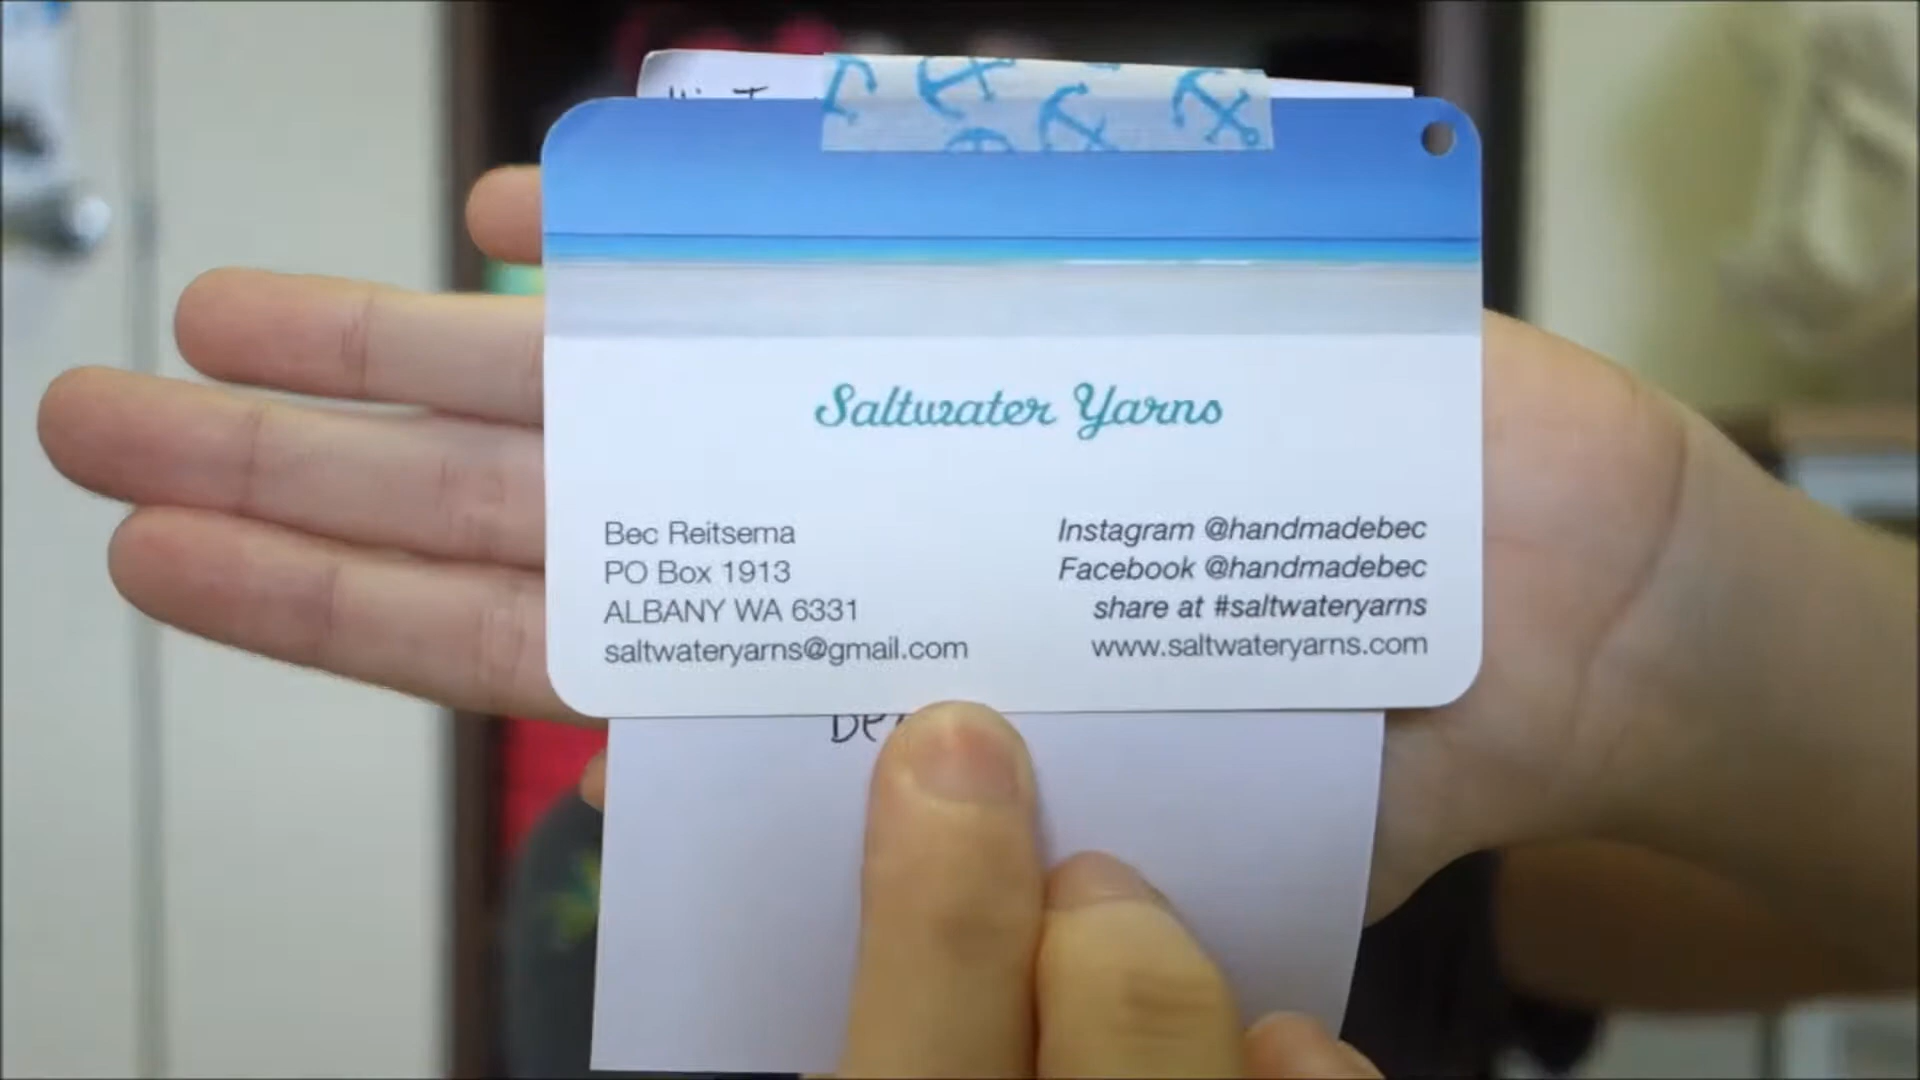 Saltwater Yarns
Bec Reitsema
PO Box 1913
ALBANY WA 6331
saltwateryarns@gmail.com
Instagram @handmadebec
Facebook @handmadebec
share at #saltwateryarns
www.saltwateryarns.com